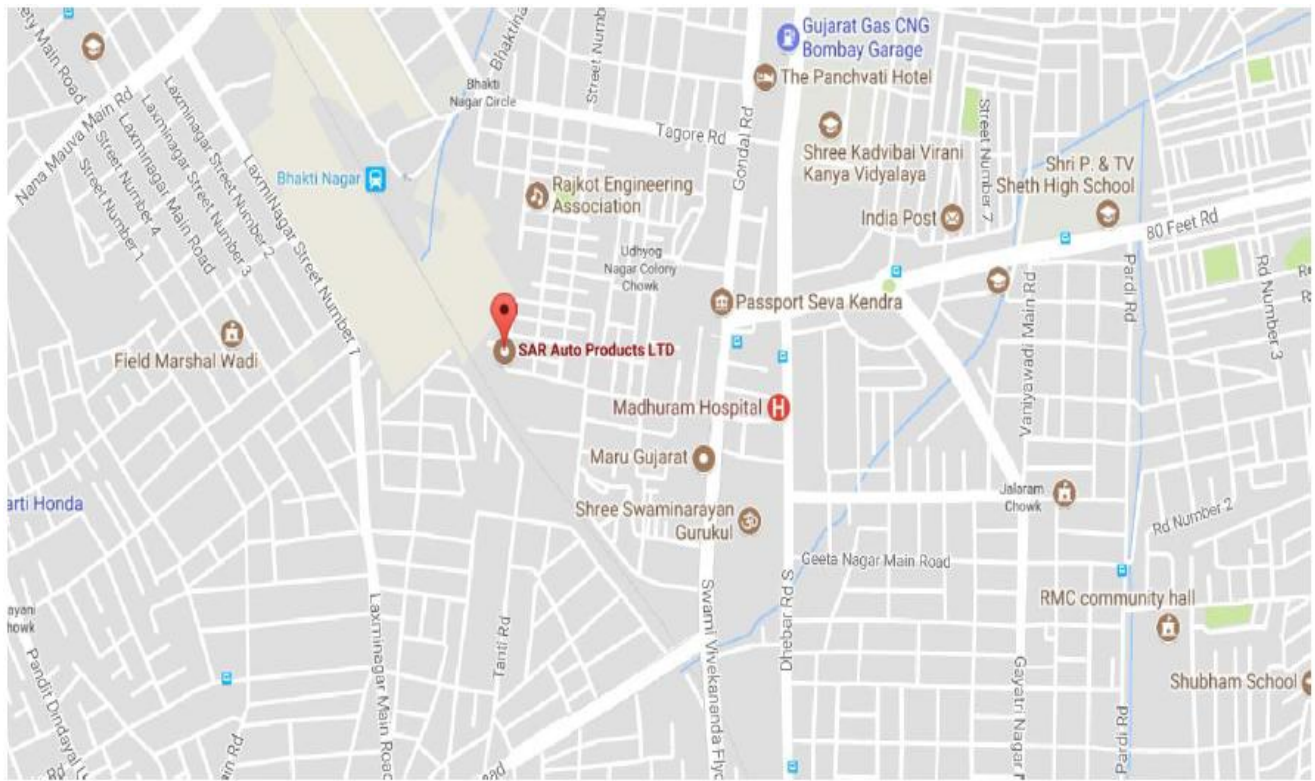 Gujarat Gas CNG
Bombay Garage
The Panchvati Hotel
Main Road
Nana Mauva Main Rd
Laxminagar Street Number 2
Laxminagar Street Number 3
Laxminagar Main Road
Street Number 4
Street Number 1
LaxmiNagar Street Number 7
Bhakti
Nagar Circle
Tagore Rd
Gondal Rd
Bhakti Nagar
Rajkot Engineering
Association
Shree Kadvibai Virani
Kanya Vidyalaya
Street Number 7
Shri P. & TV
Sheth High School
India Post
80 Feet Rd
Udhyog
Nagar Colony
Chowk
Passport Seva Kendra
Vaniyawadi Main Rd
Pardi Rd
Rd Number 3
SAR Auto Products LTD
Field Marshal Wadi
Madhuram Hospital
Maru Gujarat
Shree Swaminarayan
Gurukul
Jalaram
Chowk
Rd Number 2
arti Honda
Geeta Nagar Main Road
RMC community hall
Swami Vivekananda Flyo
Dhebar Rd S
Tanti Rd
Laxminagar Main Road
Gayatri Nagar
Pardi Rd
Shubham School
Pandit Dindayal